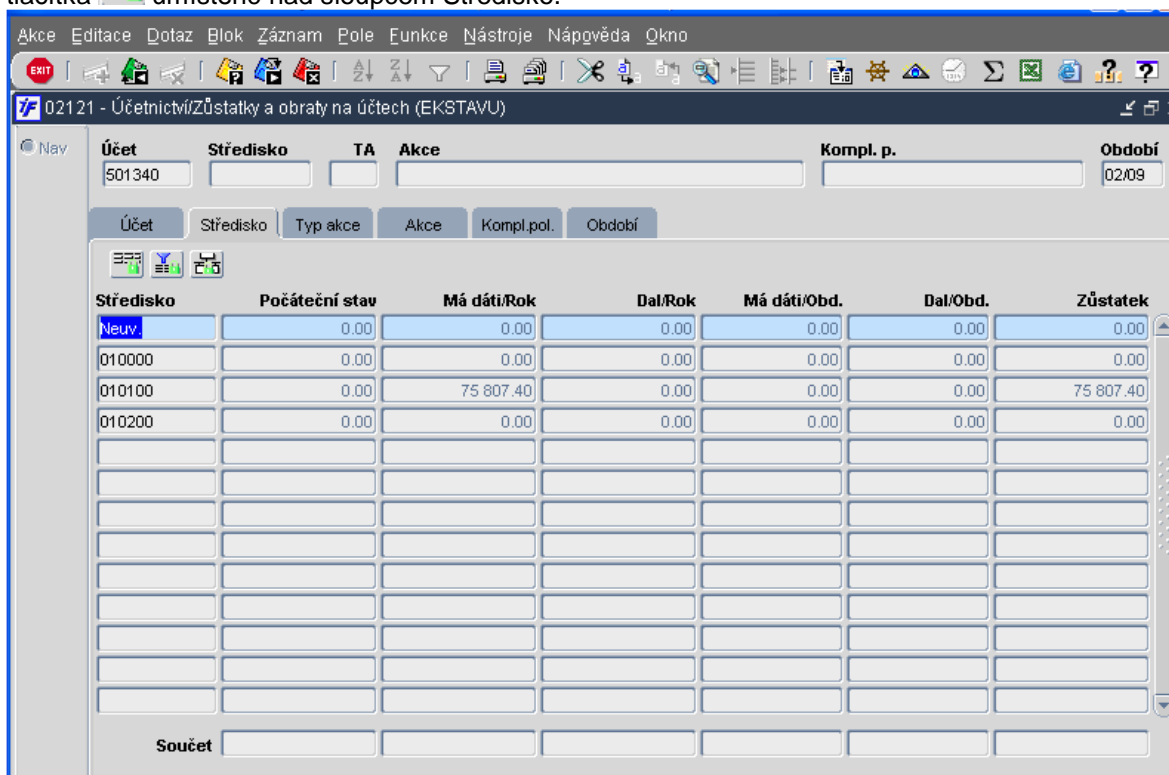 tlačítka umístěné nad sloupcem Středisko.
Akce Editace Dotaz Blok Záznam Pole Funkce Nástroje Nápověda Okno
EXIT
02121 - Účetnictví/Zůstatky a obraty na účtech (EKSTAVU)
Nav
Účet Středisko TA Akce Kompl. p. Období
501340 02/09
Účet Středisko Typ akce Akce Kompl.pol. Období
Středisko Počáteční stav Má dáti/Rok Dal/Rok Má dáti/Obd. Dal/Obd. Zůstatek
Neuv. 0.00 0.00 0.00 0.00 0.00 0.00
010000 0.00 0.00 0.00 0.00 0.00 0.00
010100 0.00 75 807.40 0.00 0.00 0.00 75 807.40
010200 0.00 0.00 0.00 0.00 0.00 0.00
Součet